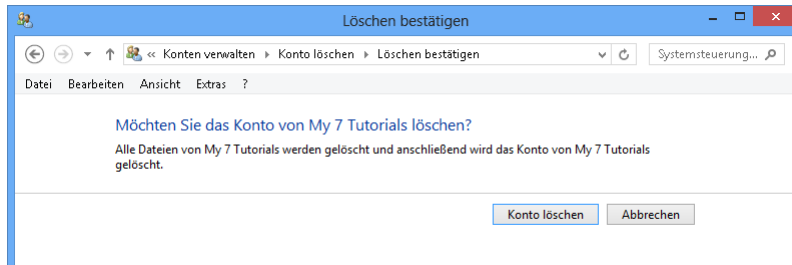 Löschen bestätigen
« Konten verwalten Konto löschen Löschen bestätigen Systemsteuerung...
Datei Bearbeiten Ansicht Extras ?
Möchten Sie das Konto von My 7 Tutorials löschen?
Alle Dateien von My 7 Tutorials werden gelöscht und anschließend wird das Konto von My 7 Tutorials
gelöscht.
Konto löschen Abbrechen